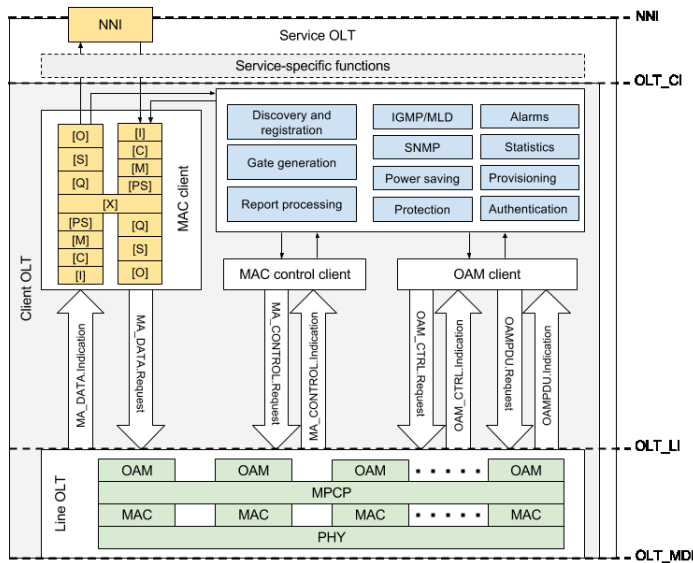 NNI
NNI
Service OLT
Service-specific functions
OLT_CI
Client OLT
MAC client
[O]
[S]
[Q]
[X]
[PS]
[M]
[C]
[I]
[I]
[C]
[M]
[PS]
[Q]
[S]
[O]
Discovery and
registration
Gate generation
Report processing
IGMP/MLD
SNMP
Power saving
Protection
Alarms
Statistics
Provisioning
Authentication
MAC control client
OAM client
MA_DATA.Indication
MA_DATA.Request
MA_CONTROL.Request
MA_CONTROL.Indication
OAM_CTRL.Request
OAM_CTRL.Indication
OAMPDU.Request
OAMPDU.Indication
OLT_LI
Line OLT
OAM OAM OAM OAM
MPCP
MAC MAC MAC MAC
PHY
OLT_MDI